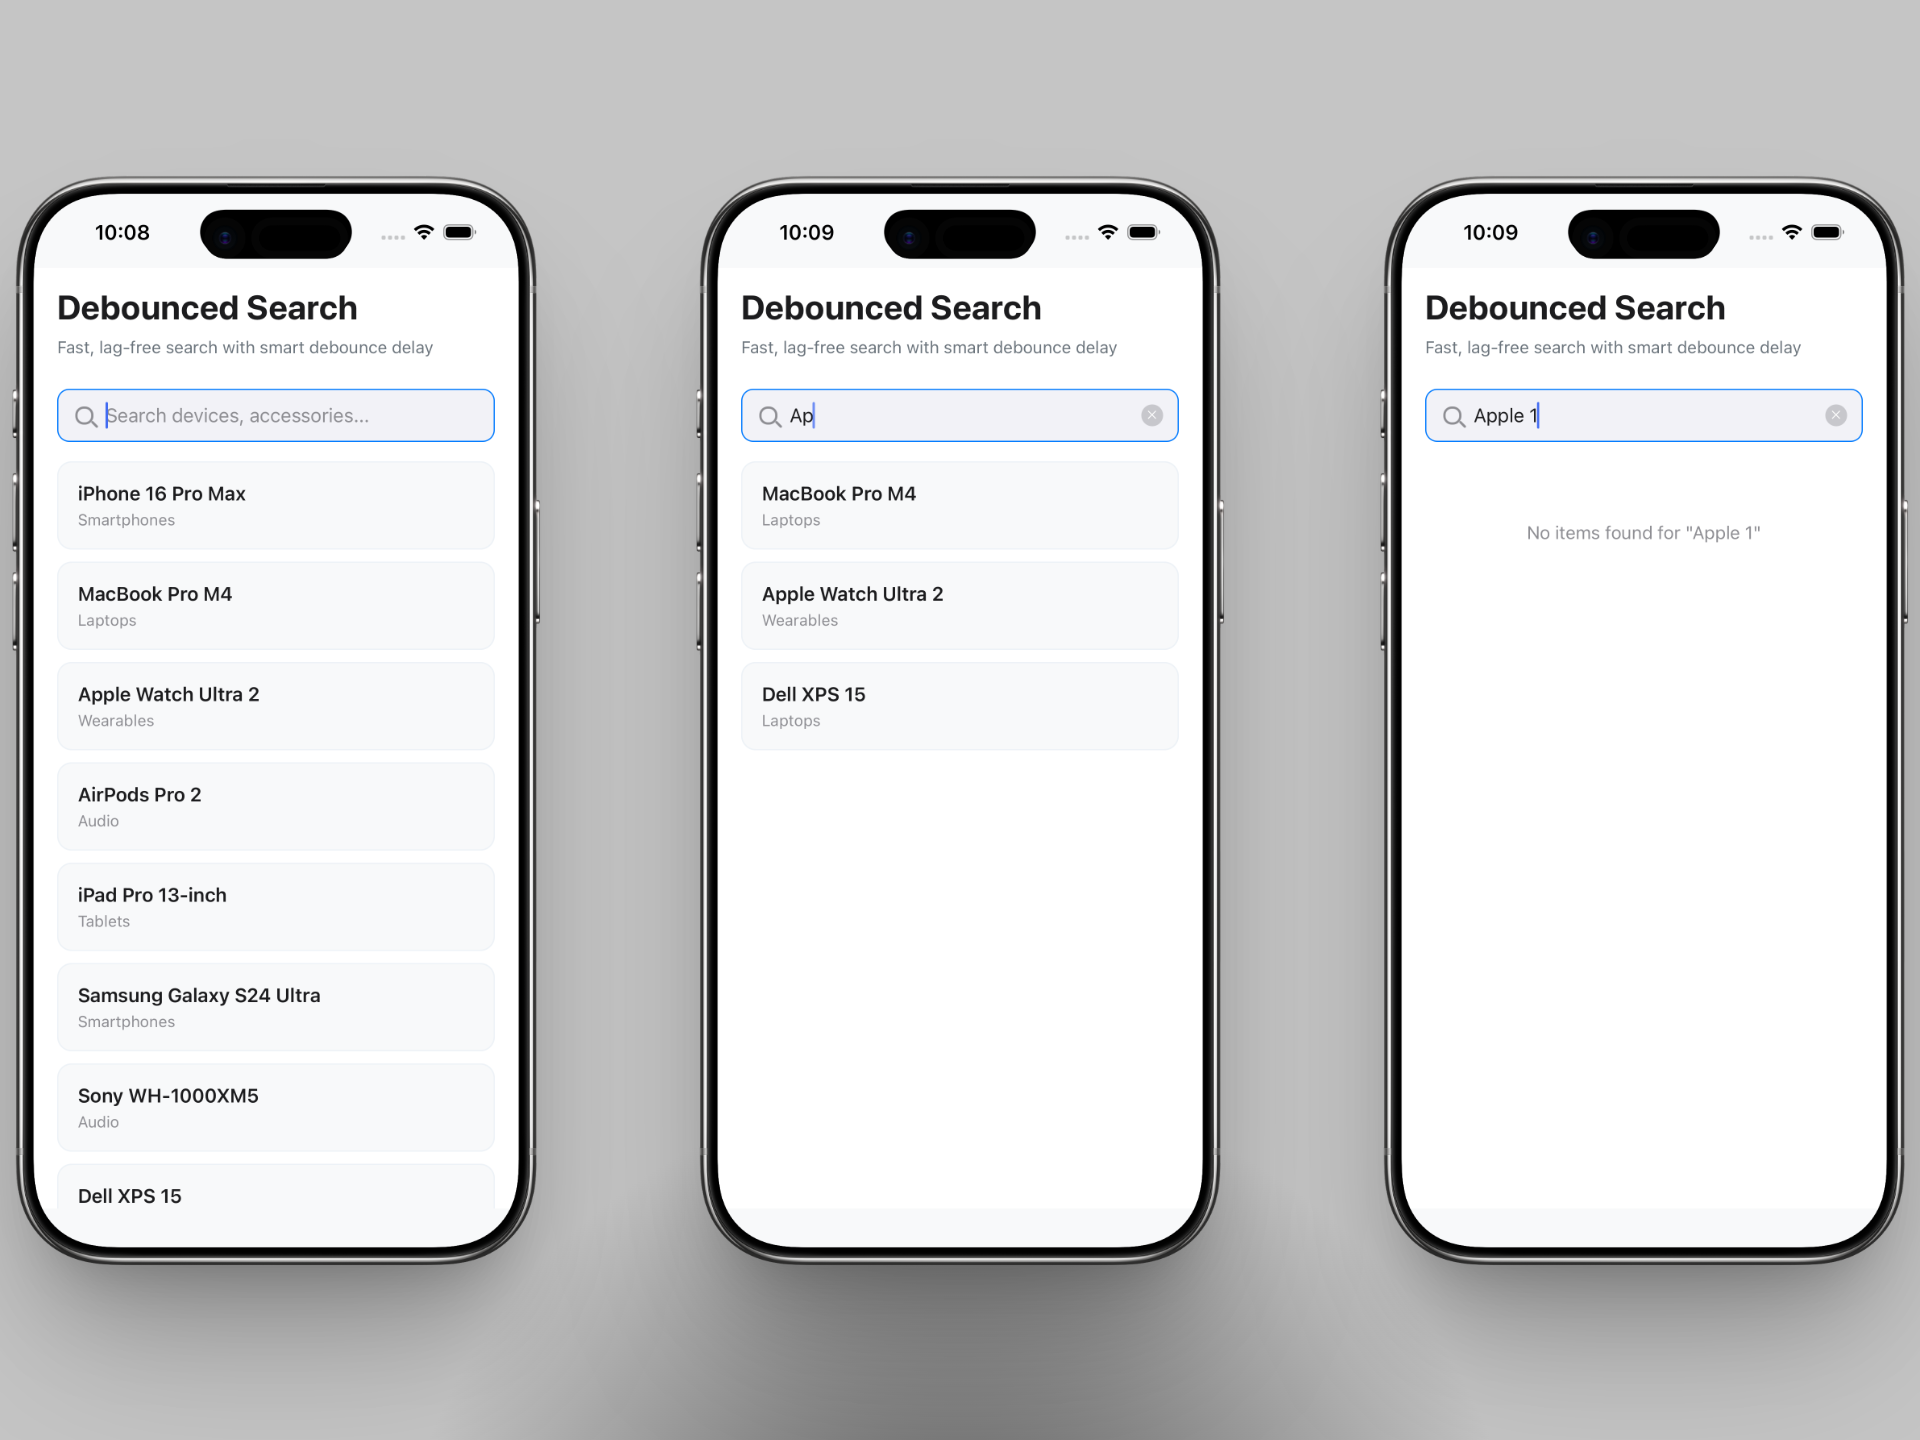 10:08
Debounced Search
Fast, lag-free search with smart debounce delay
Search devices, accessories...
iPhone 16 Pro Max
Smartphones
MacBook Pro M4
Laptops
Apple Watch Ultra 2
Wearables
AirPods Pro 2
Audio
iPad Pro 13-inch
Tablets
Samsung Galaxy S24 Ultra
Smartphones
Sony WH-1000XM5
Audio
Dell XPS 15
10:09
Debounced Search
Fast, lag-free search with smart debounce delay
Ap
MacBook Pro M4
Laptops
Apple Watch Ultra 2
Wearables
Dell XPS 15
Laptops
10:09
Debounced Search
Fast, lag-free search with smart debounce delay
Apple 1
No items found for "Apple 1"